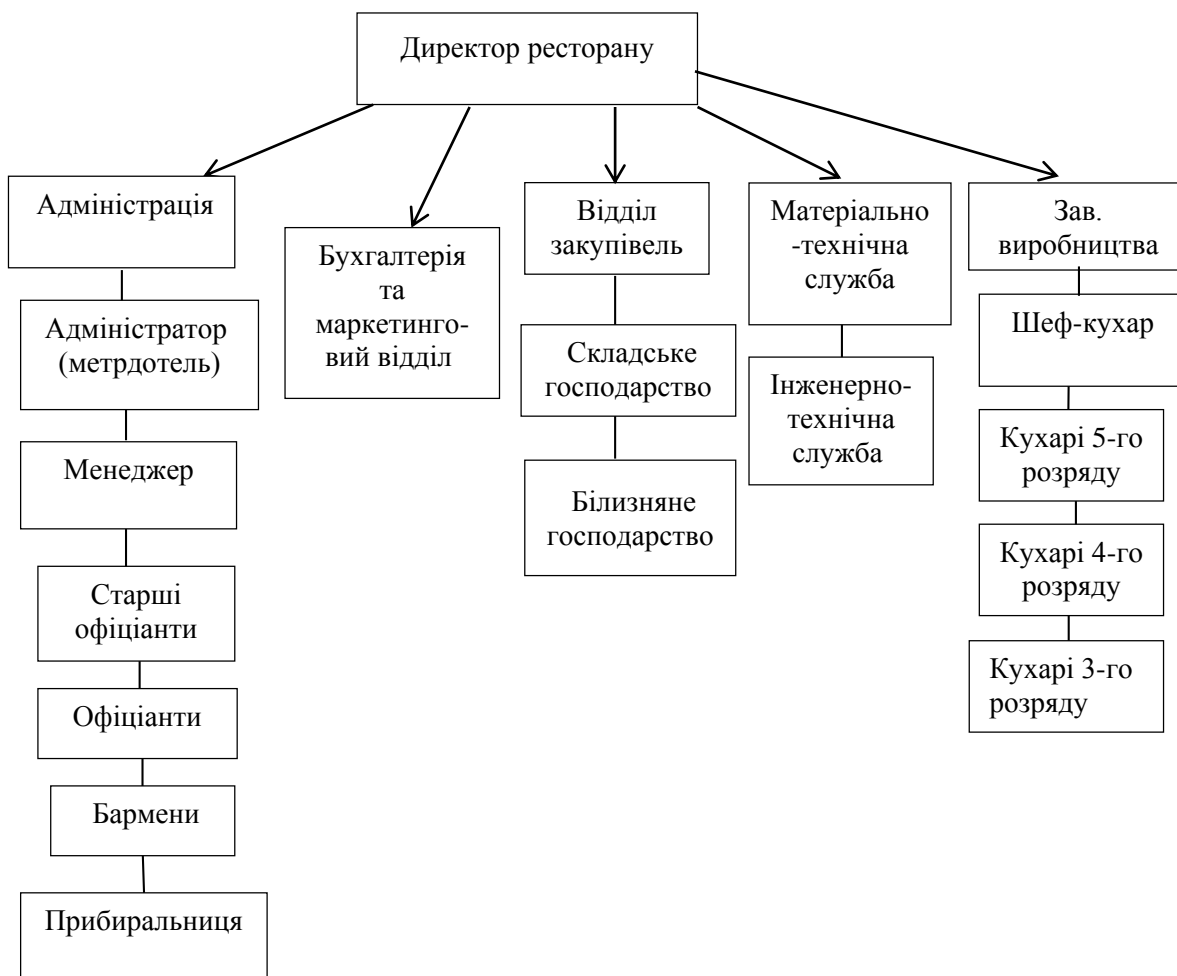 Директор ресторану
Адміністрація
Адміністратор
(метрдотель)
Менеджер
Старші
офіціанти
Офіціанти
Бармени
Прибиральниця
Бухгалтерія
та
маркетинго-
вий відділ
Відділ
закупівель
Складське
господарство
Білизняне
господарство
Матеріально
-технічна
служба
Інженерно-
технічна
служба
Зав.
виробництва
Шеф-кухар
Кухарі 5-го
розряду
Кухарі 4-го
розряду
Кухарі 3-го
розряду